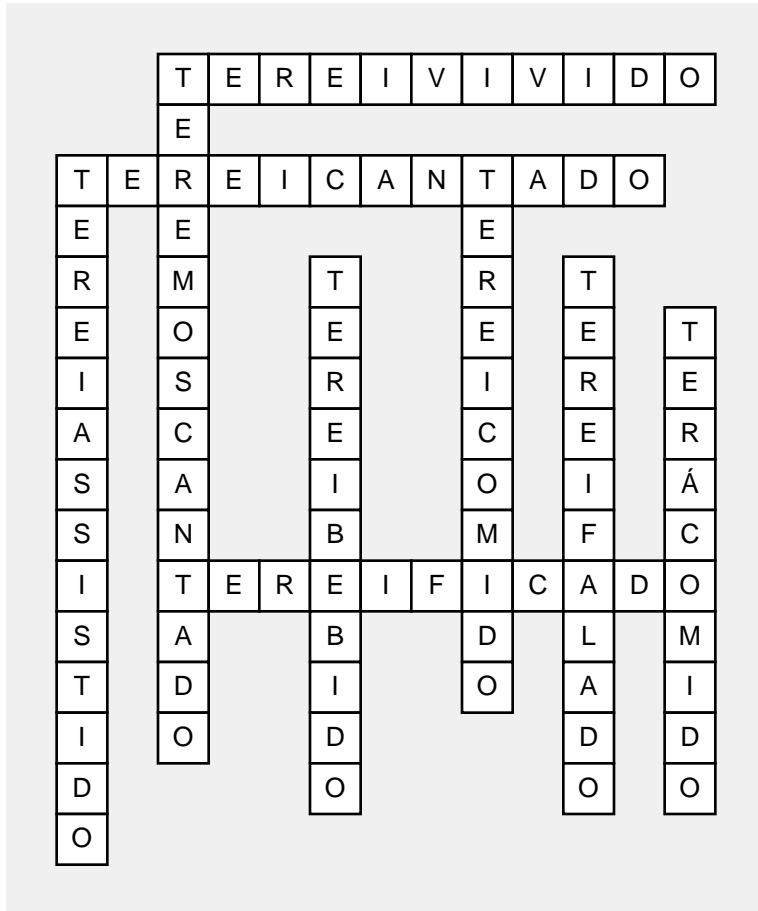 TEREIVIVIDO
TEREMOSCANTADO
TEREICANTADO
TEREIASSISTIDO
TEREICOMIDO
TEREIBEBIDO
TEREIFALADO
TERÁCOMIDO
TEREIFICADO